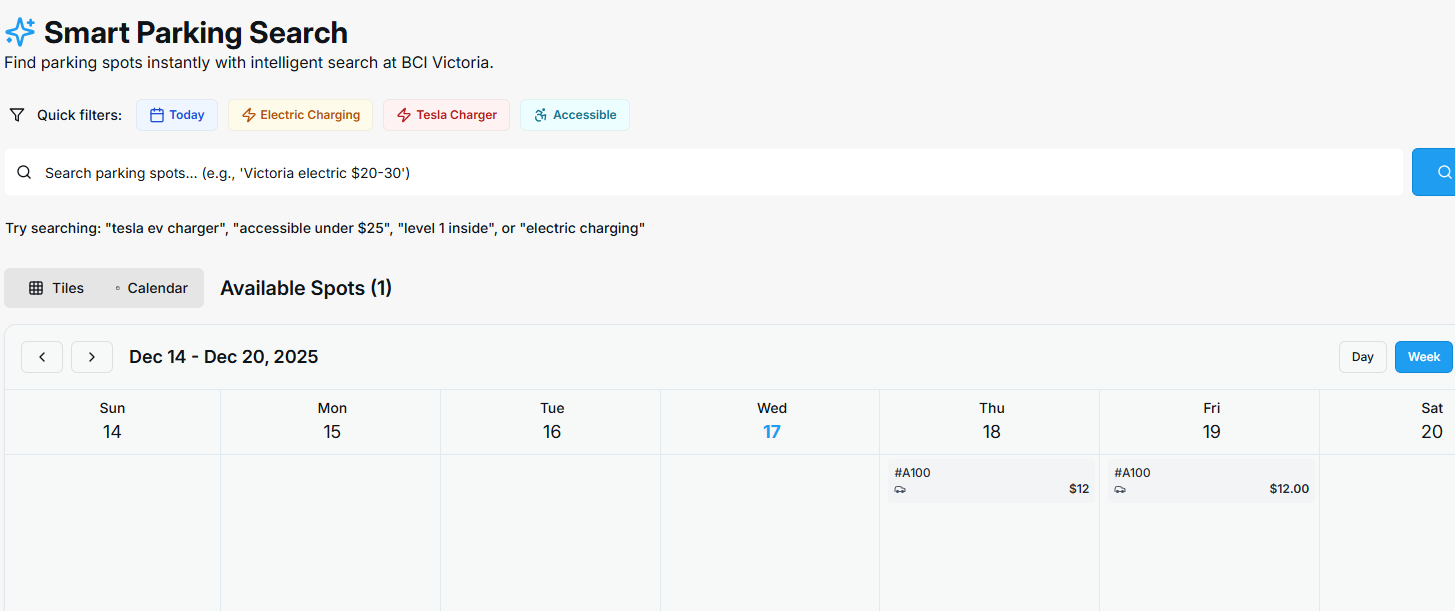 Smart Parking Search
Find parking spots instantly with intelligent search at BCI Victoria.
Quick filters: Today Electric Charging Tesla Charger Accessible
Search parking spots... (e.g., 'Victoria electric $20-30')
Try searching: "tesla ev charger", "accessible under $25", "level 1 inside", or "electric charging"
Tiles Calendar Available Spots (1)
Dec 14 - Dec 20, 2025 Day Week
Sun Mon Tue Wed Thu Fri Sat
14 15 16 17 18 19 20
#A100 #A100
$12 $12.00